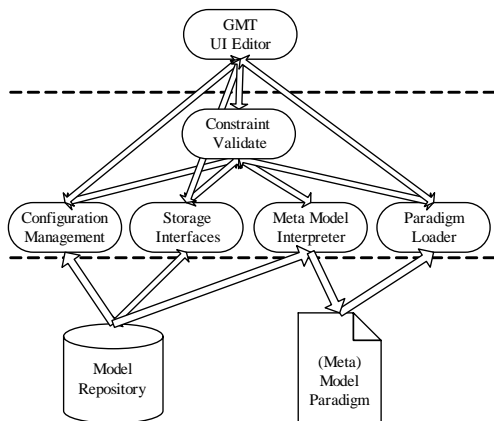 GMT
UI Editor
Constraint
Validate
Configuration
Management
Storage
Interfaces
Meta Model
Interpreter
Paradigm
Loader
Model
Repository
(Meta)
Model
Paradigm